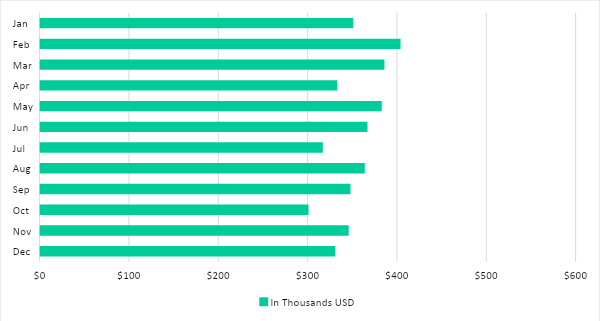 Jan
Feb
Mar
Apr
May
Jun
Jul
Aug
Sep
Oct
Nov
Dec
$0 $100 $200 $300 $400 $500 $600
In Thousands USD